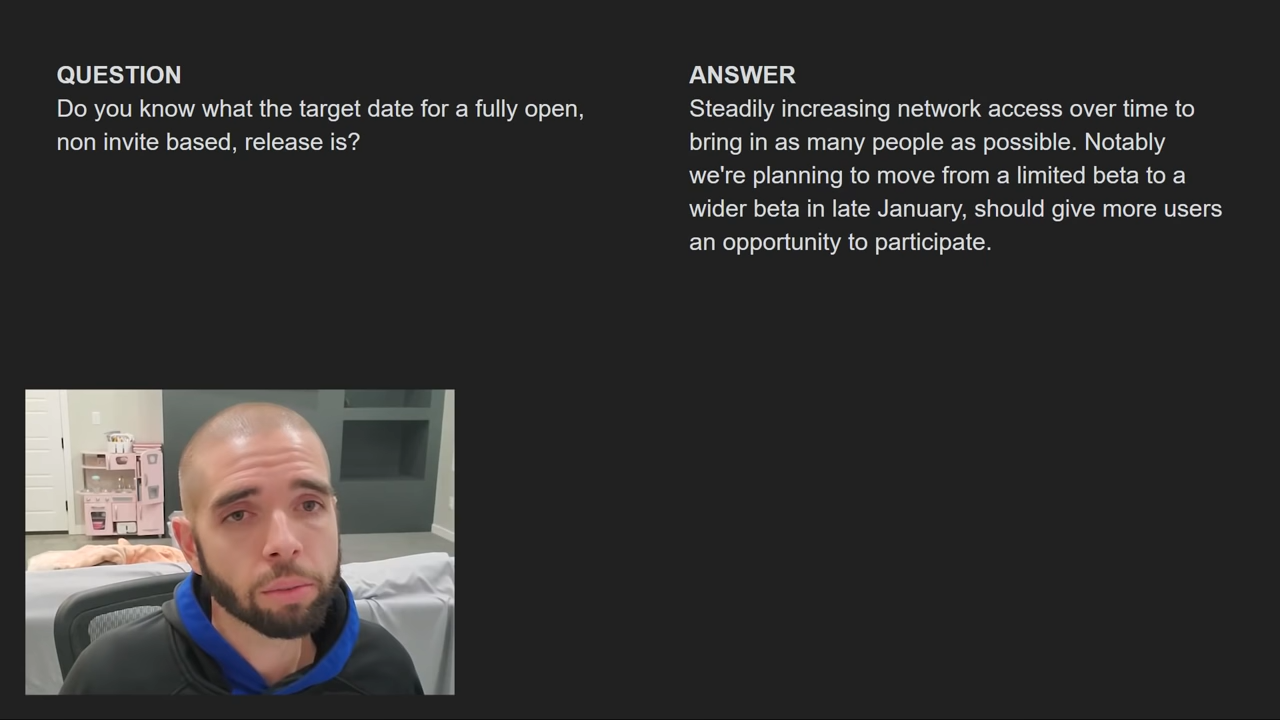 QUESTION
Do you know what the target date for a fully open,
non invite based, release is?
ANSWER
Steadily increasing network access over time to
bring in as many people as possible. Notably
we're planning to move from a limited beta to a
wider beta in late January, should give more users
an opportunity to participate.